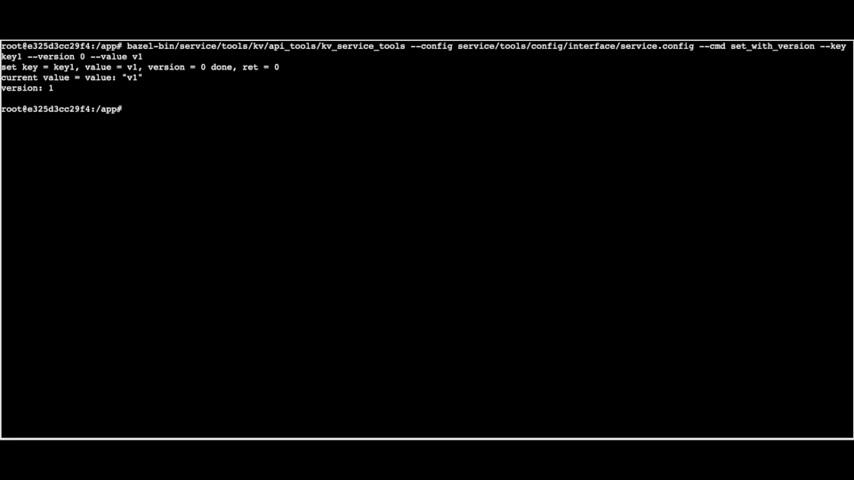 root@e325d3cc29f4:/app# bazel-bin/service/tools/kv/api_tools/kv_service_tools --config service/tools/config/interface/service.config --cmd set_with_version --key
key1 --version 0 --value v1
set key = key1, value = v1, version = 0 done, ret = 0
current value = value: "v1"
version: 1
root@e325d3cc29f4:/app#